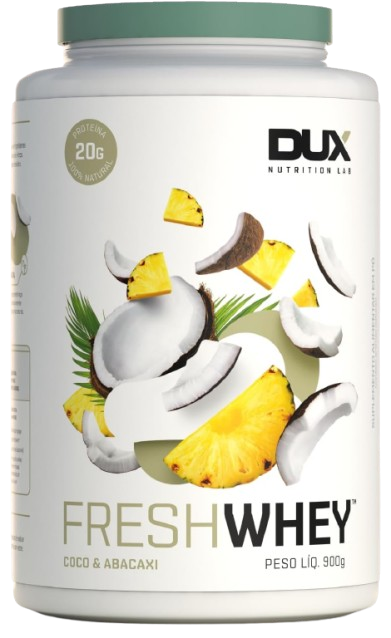 PROTEÍNA
20G
100% NATURAL
DUX
NUTRITION LAB
FRESHWHEY™
COCO & ABACAXI
PESO LÍQ. 900g